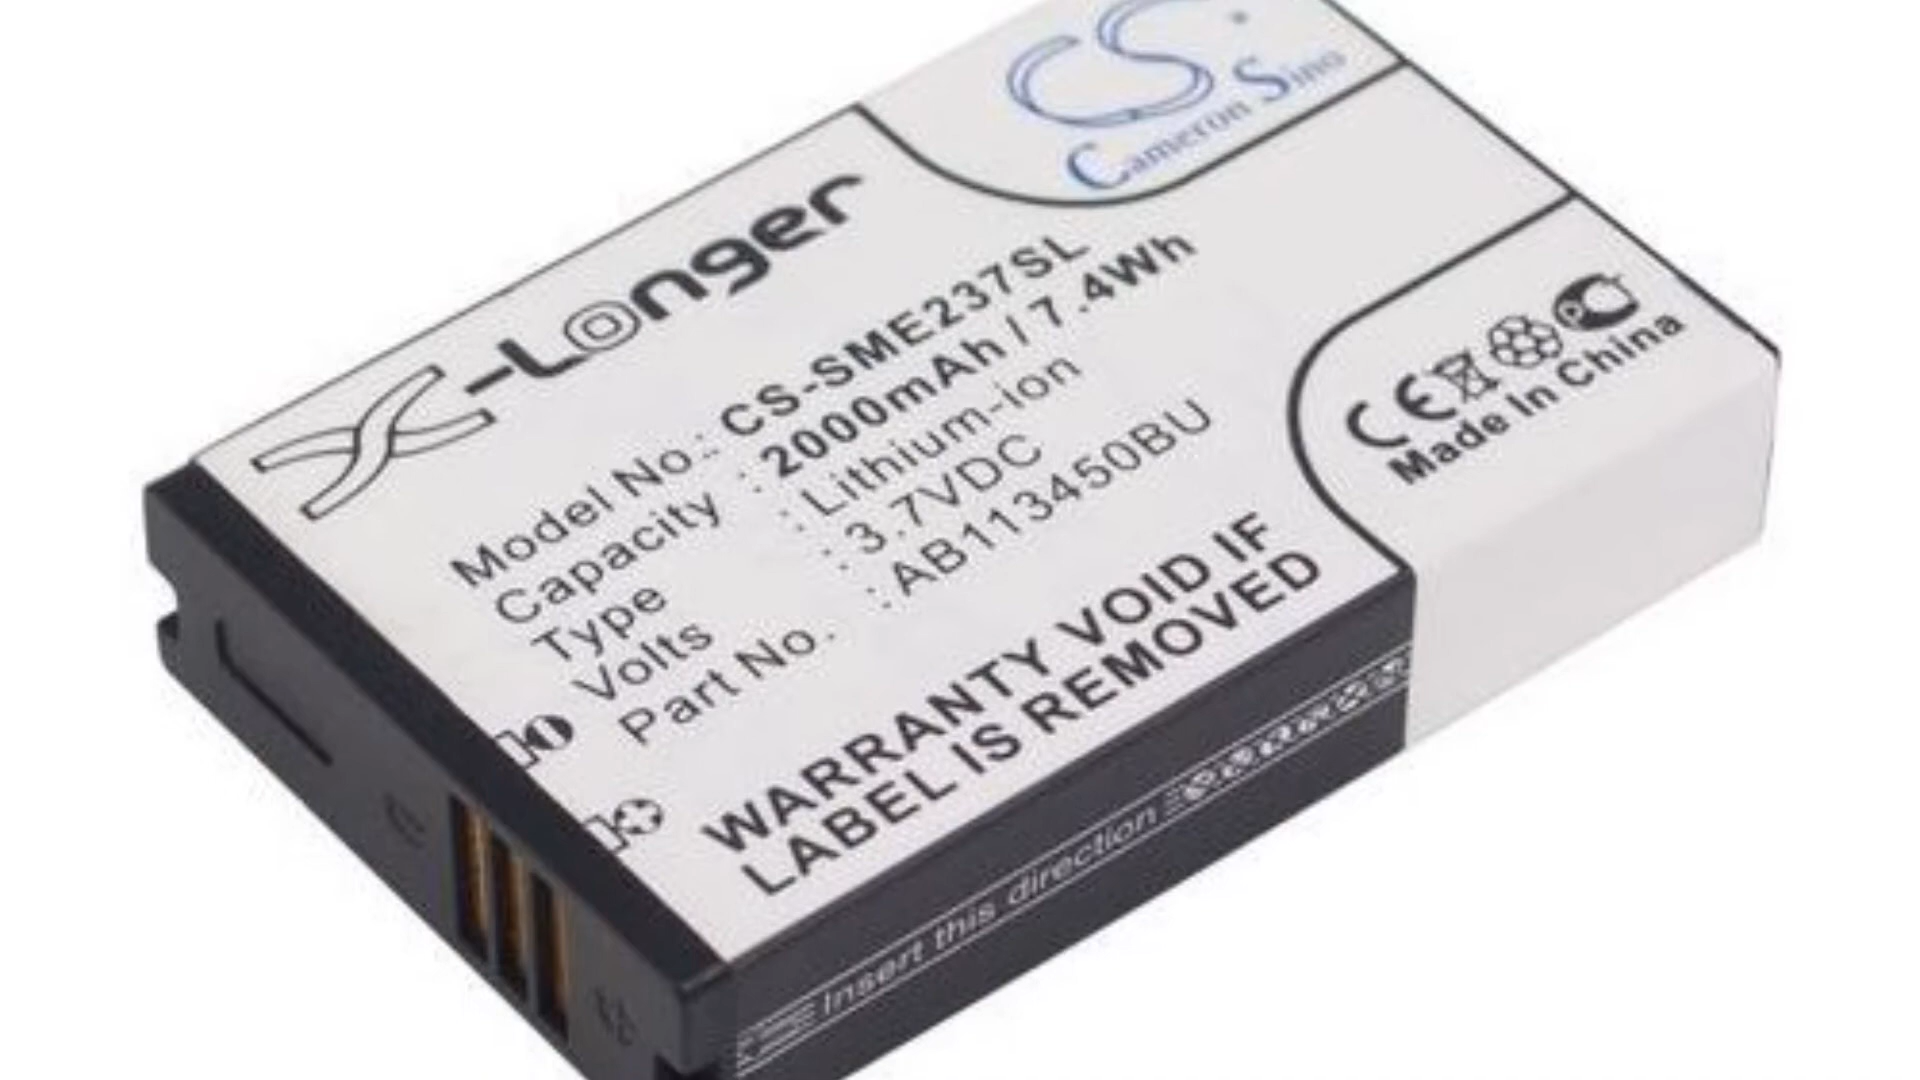 CS
Cameron Sino
X-Longer
Model No.: CS-SME237SL
Capacity : 2000mAh / 7.4Wh
Type : Lithium-ion
Volts : 3.7VDC
Part No. : AB113450BU
WARRANTY VOID IF
LABEL IS REMOVED
CE
Made In China
Insert this direction